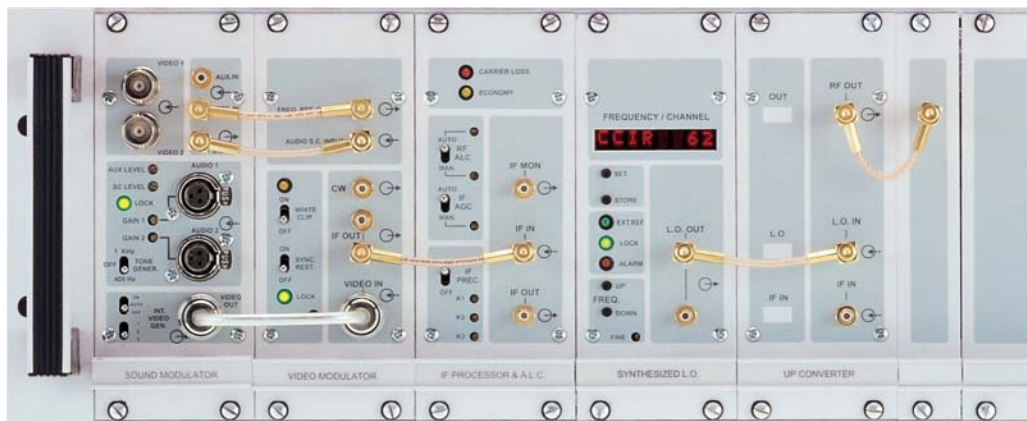 VIDEO 1
AUX.IN
VIDEO 2
AUX LEVEL
AUDIO 1
SC LEVEL
LOCK
GAIN 1
GAIN 2
AUDIO 2
1 KHz
OFF
TONE
GENER.
400 Hz
ON
AUTO
OFF
INT.
VIDEO
GEN.
VIDEO
OUT
SOUND MODULATOR
FREQ. REF.
AUDIO S.C. INPUT
CW
ON
WHITE
CLIP
OFF
IF OUT
ON
SYNC
REST
OFF
VIDEO IN
LOCK
VIDEO MODULATOR
CARRIER LOSS
ECONOMY
AUTO
RF
ALC
MAN
IF MON
AUTO
IF
AGC
MAN
IF IN
IF
PREC
OFF
K1
K2
K3
IF OUT
IF PROCESSOR & A.L.C.
FREQUENCY / CHANNEL
CCIR 62
SET
STORE
EXT.REF
LOCK
ALARM
L.O. OUT
UP
FREQ.
DOWN
FINE
SYNTHESIZED L.O.
OUT
RF OUT
L.O.
L.O. IN
IF IN
IF IN
UP CONVERTER